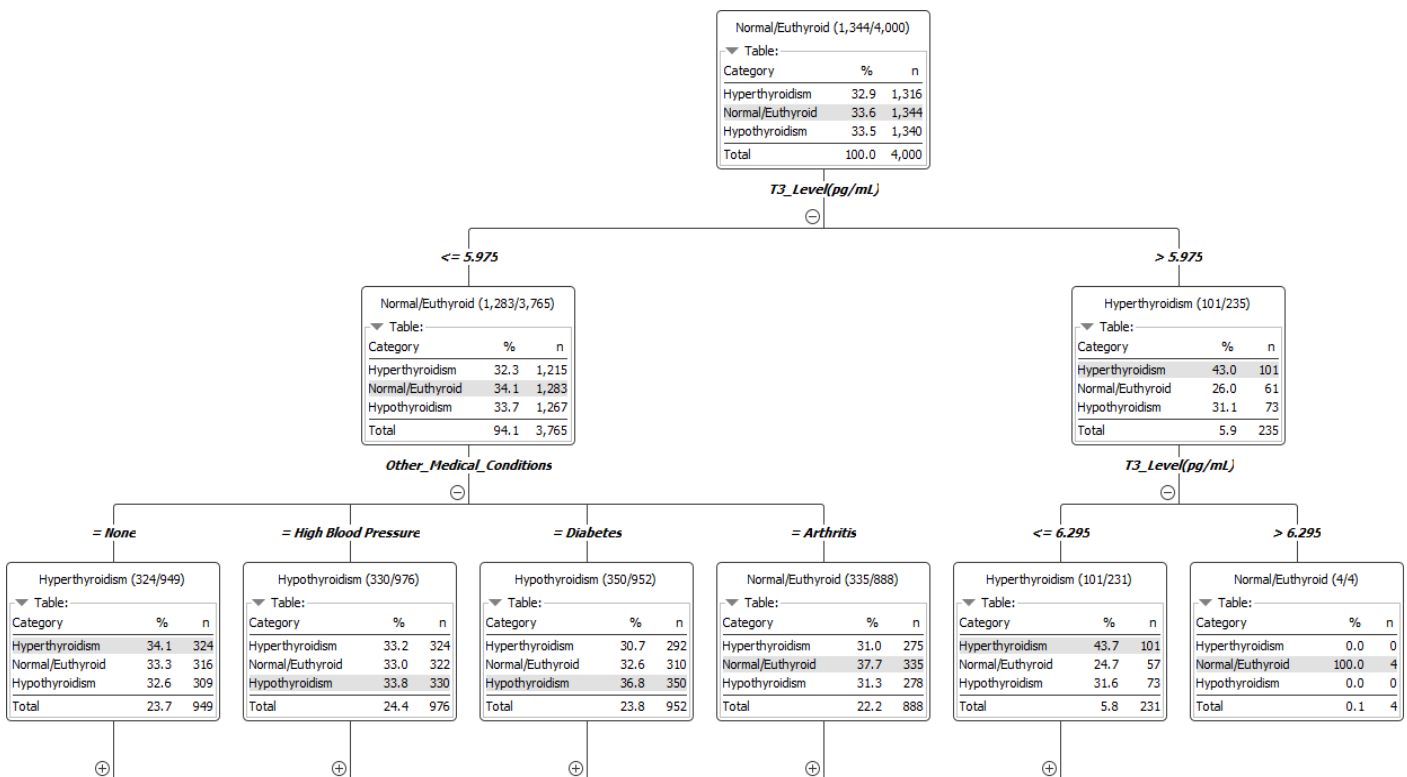 Normal/Euthyroid (1,344/4,000)
Table:
Category % n
Hyperthyroidism 32.9 1,316
Normal/Euthyroid 33.6 1,344
Hypothyroidism 33.5 1,340
Total 100.0 4,000
T3_Level(pg/mL)
<= 5.975
> 5.975
Normal/Euthyroid (1,283/3,765)
Table:
Category % n
Hyperthyroidism 32.3 1,215
Normal/Euthyroid 34.1 1,283
Hypothyroidism 33.7 1,267
Total 94.1 3,765
Other_Medical_Conditions
Hyperthyroidism (101/235)
Table:
Category % n
Hyperthyroidism 43.0 101
Normal/Euthyroid 26.0 61
Hypothyroidism 31.1 73
Total 5.9 235
T3_Level(pg/mL)
= None
= High Blood Pressure
= Diabetes
= Arthritis
<= 6.295
> 6.295
Hyperthyroidism (324/949)
Table:
Category % n
Hyperthyroidism 34.1 324
Normal/Euthyroid 33.3 316
Hypothyroidism 32.6 309
Total 23.7 949
Hypothyroidism (330/976)
Table:
Category % n
Hyperthyroidism 33.2 324
Normal/Euthyroid 33.0 322
Hypothyroidism 33.8 330
Total 24.4 976
Hypothyroidism (350/952)
Table:
Category % n
Hyperthyroidism 30.7 292
Normal/Euthyroid 32.6 310
Hypothyroidism 36.8 350
Total 23.8 952
Normal/Euthyroid (335/888)
Table:
Category % n
Hyperthyroidism 31.0 275
Normal/Euthyroid 37.7 335
Hypothyroidism 31.3 278
Total 22.2 888
Hyperthyroidism (101/231)
Table:
Category % n
Hyperthyroidism 43.7 101
Normal/Euthyroid 24.7 57
Hypothyroidism 31.6 73
Total 5.8 231
Normal/Euthyroid (4/4)
Table:
Category % n
Hyperthyroidism 0.0 0
Normal/Euthyroid 100.0 4
Hypothyroidism 0.0 0
Total 0.1 4